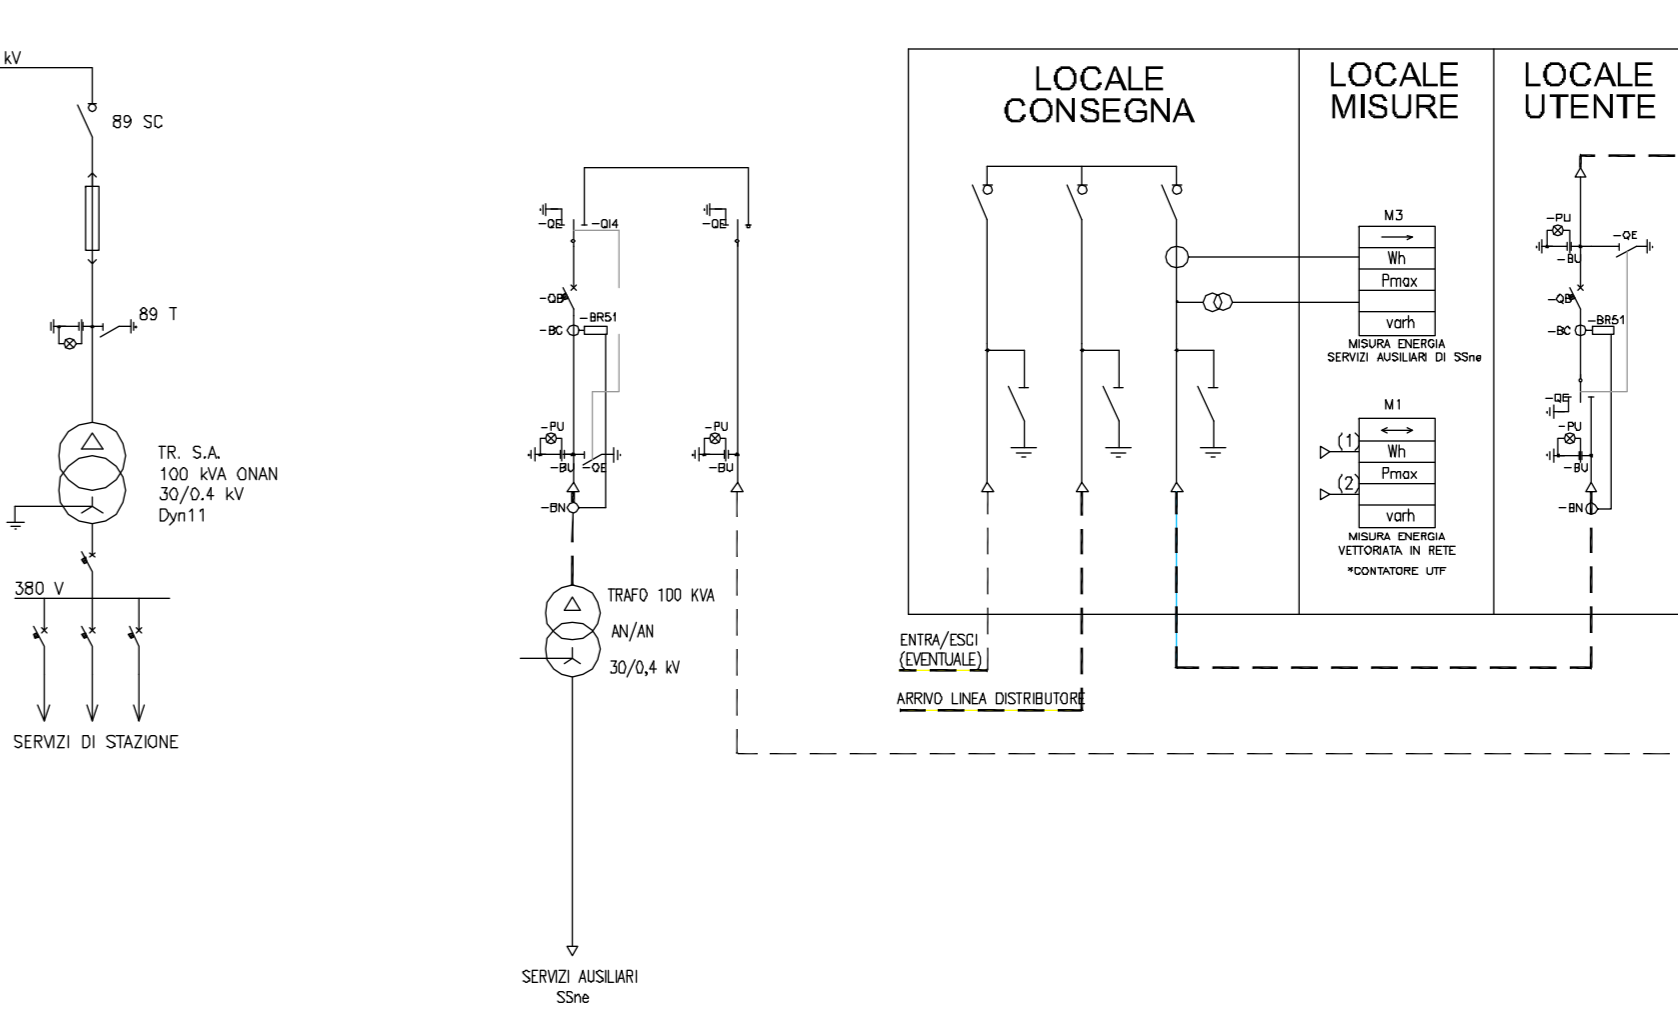 kV
89 SC
89 T
TR. S.A.
100 kVA ONAN
30/0.4 kV
Dyn11
380 V
SERVIZI DI STAZIONE
-QE
-QI4
-QB
-BC
-BR51
-PU
-BU
-QE
-BN
TRAFO 100 KVA
AN/AN
30/0,4 kV
SERVIZI AUSILIARI
SSne
-QE
-PU
-BU
LOCALE
CONSEGNA
ENTRA/ESCI
(EVENTUALE)
ARRIVO LINEA DISTRIBUTORE
LOCALE
MISURE
M3
Wh
Pmax
varh
MISURA ENERGIA
SERVIZI AUSILIARI DI SSne
M1
(1)
Wh
Pmax
(2)
varh
MISURA ENERGIA
VETTORIATA IN RETE
*CONTATORE UTF
LOCALE
UTENTE
-PU
-QE
-BU
-QB
-BR51
-BC
-QE
-PU
-BU
-BN